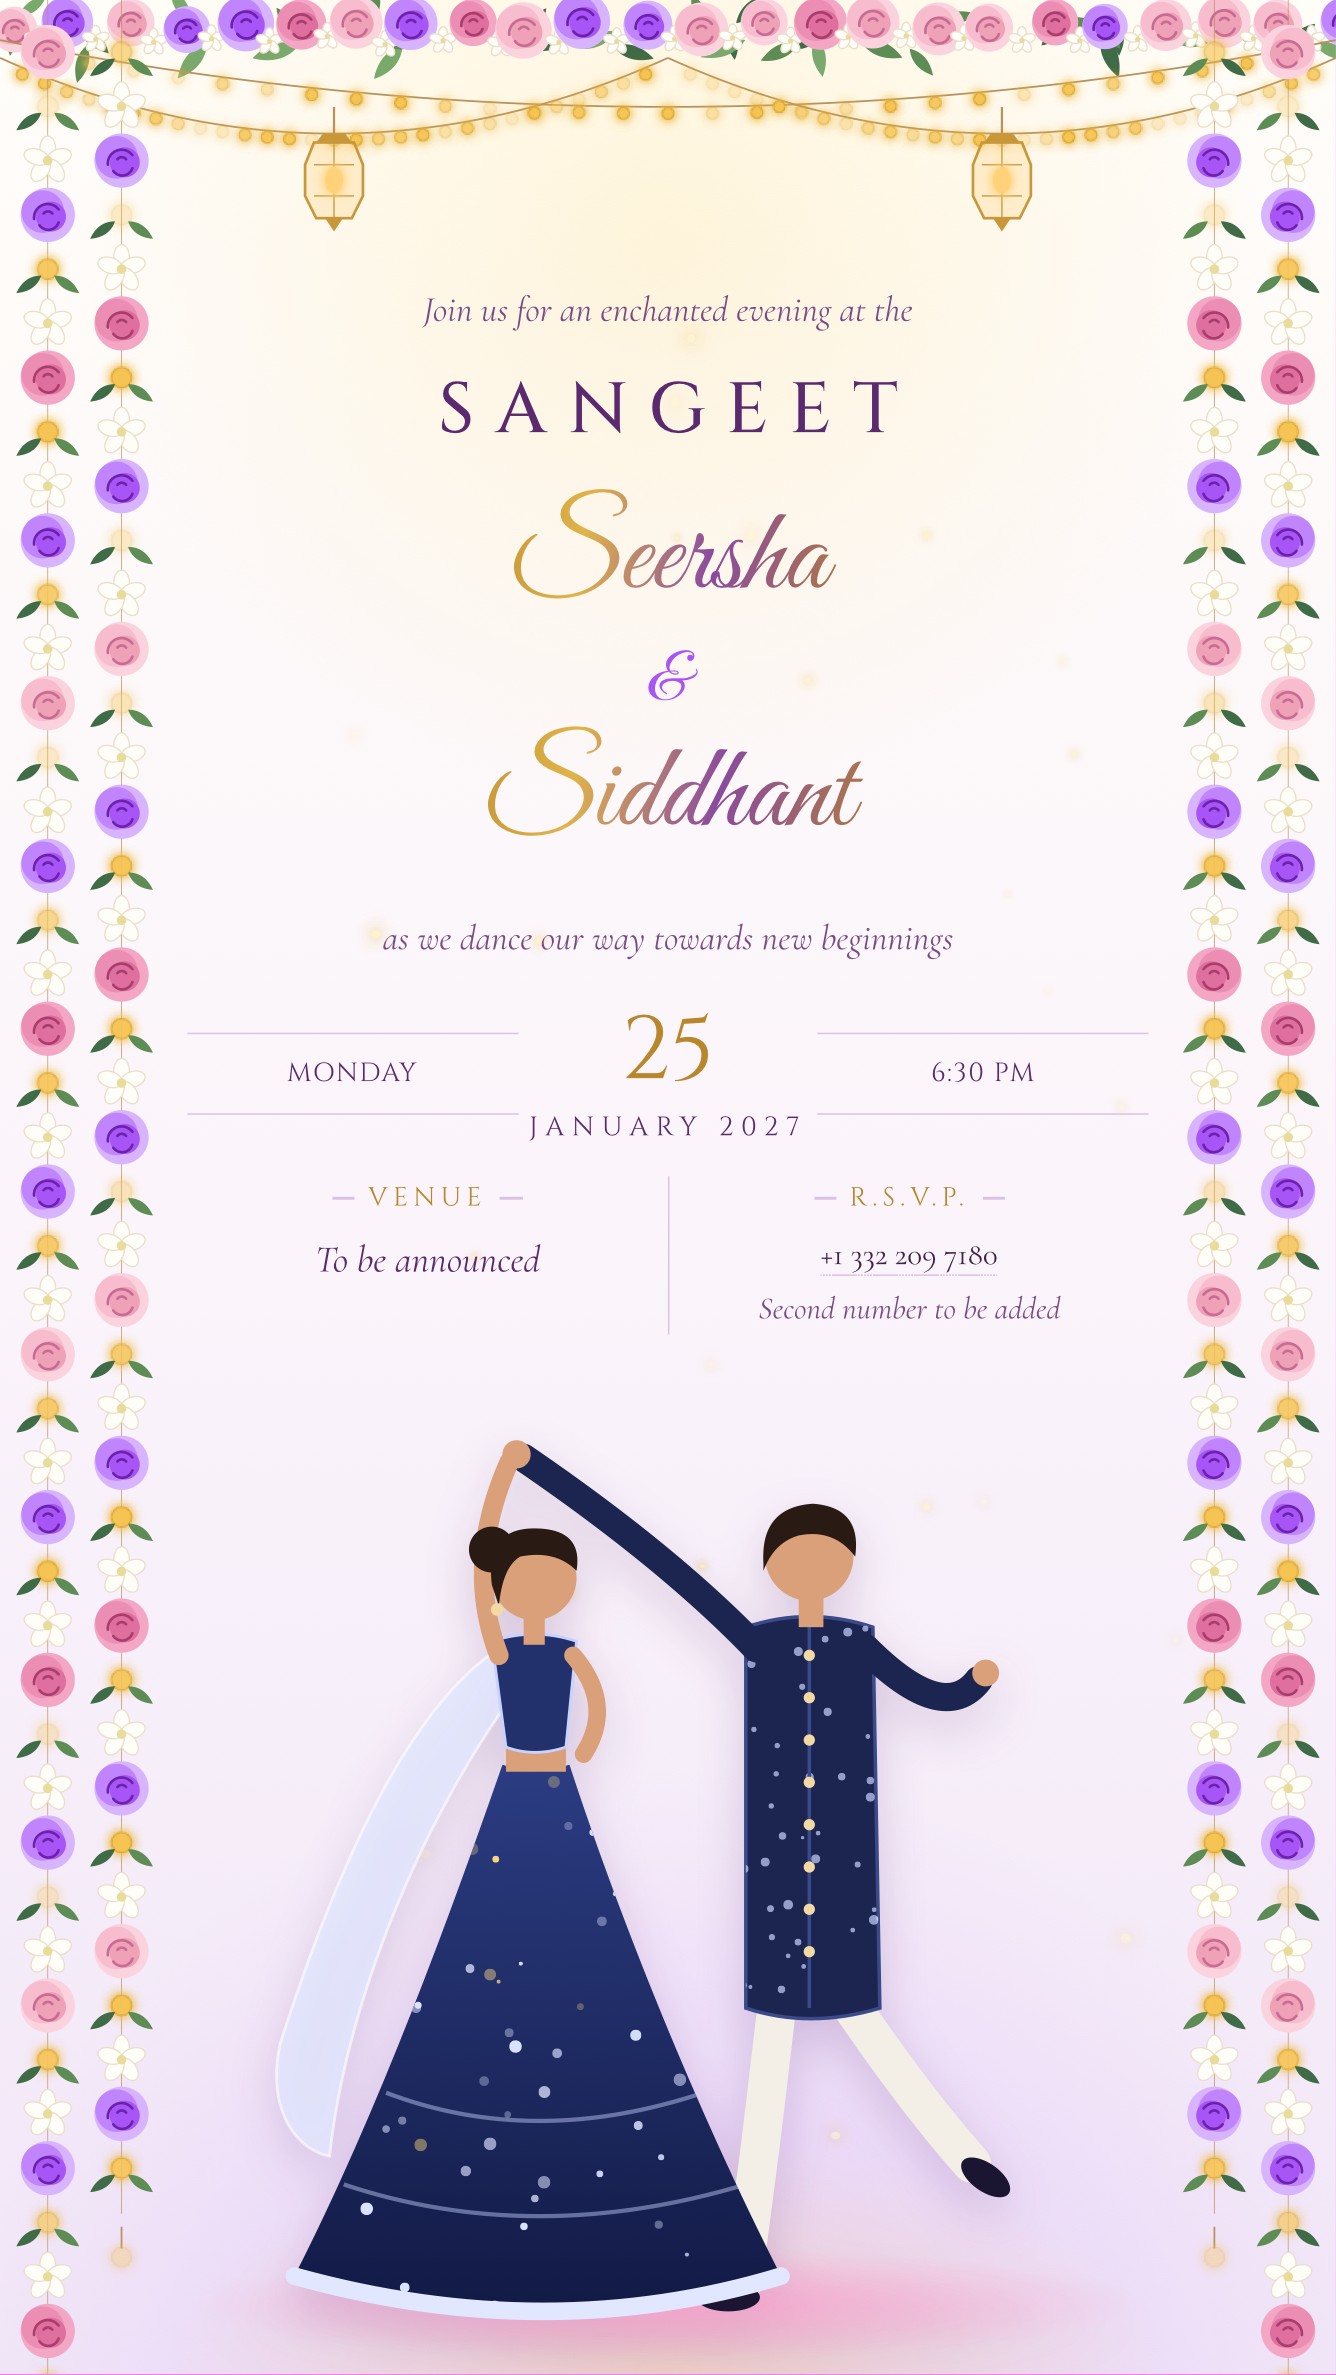 Join us for an enchanted evening at the
SANGEET
Seersha
&
Siddhant
as we dance our way towards new beginnings
MONDAY
25
JANUARY 2027
6:30 PM
VENUE
To be announced
R.S.V.P.
+1 332 209 7180
Second number to be added